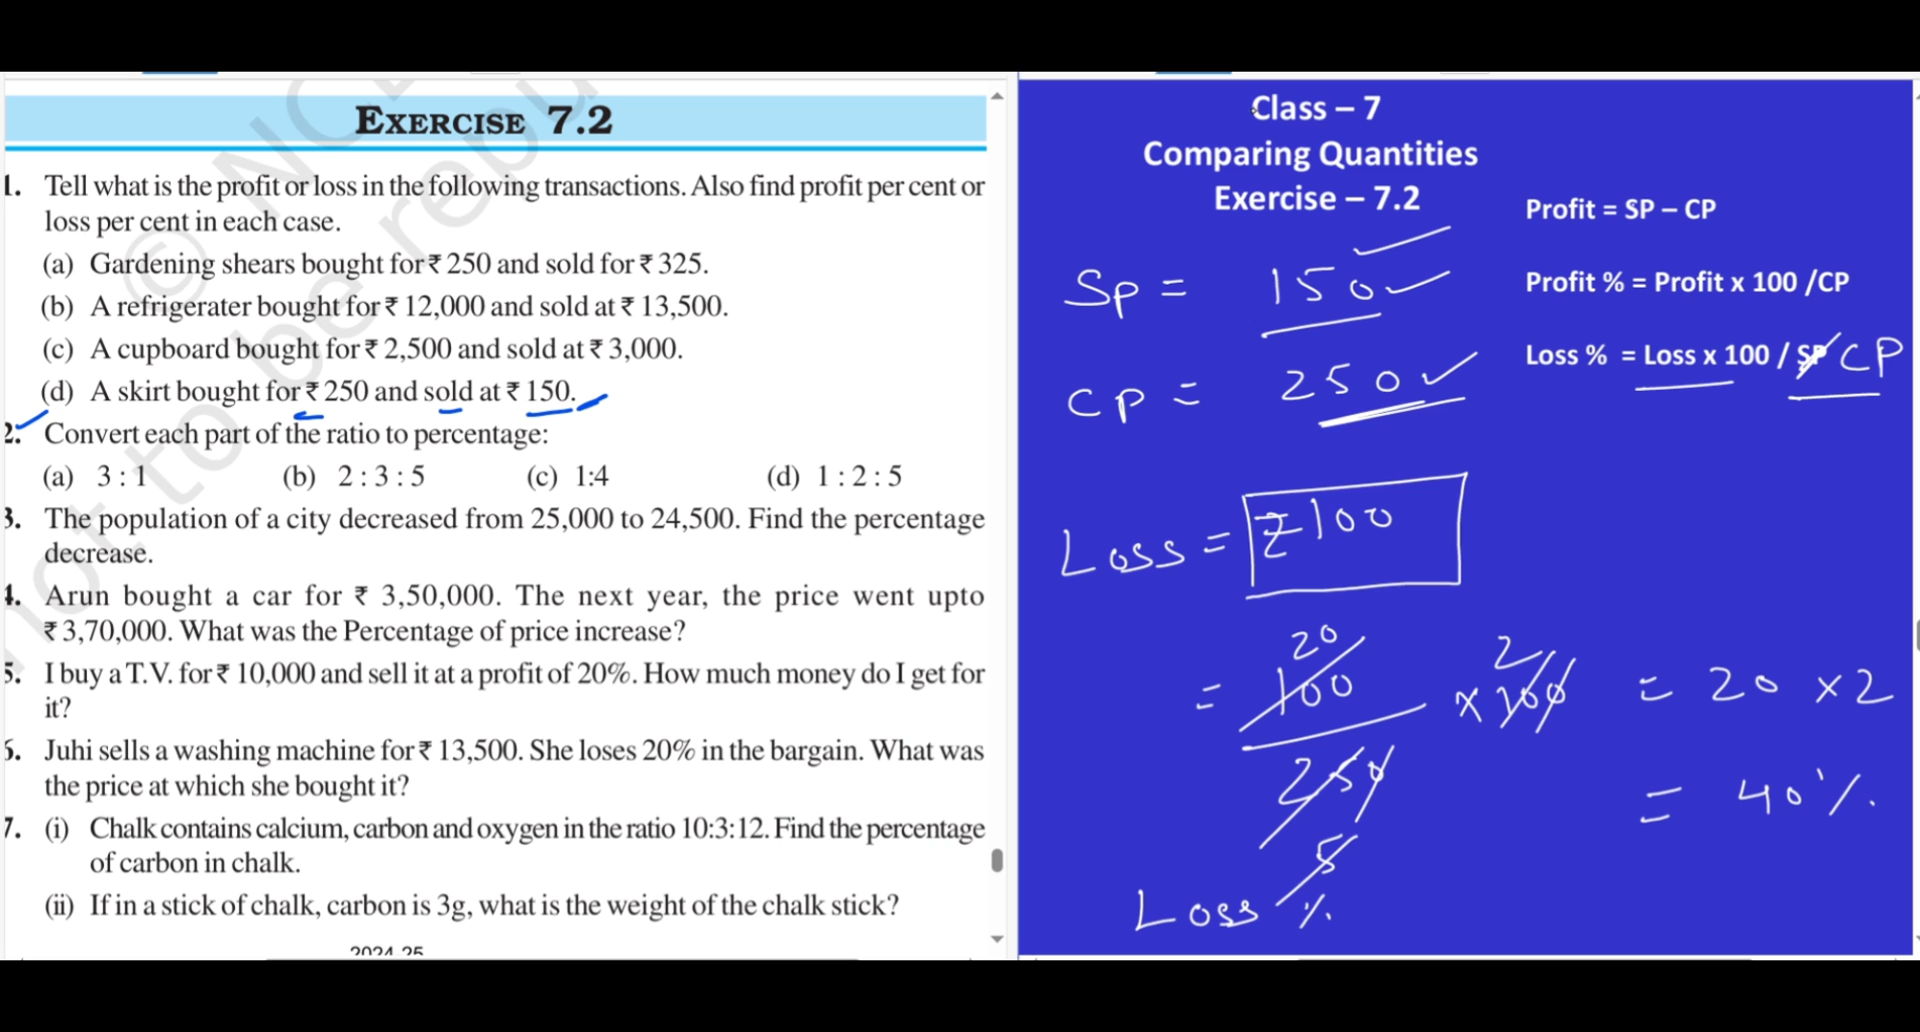 EXERCISE 7.2
1. Tell what is the profit or loss in the following transactions. Also find profit per cent or
loss per cent in each case.
(a) Gardening shears bought for ₹ 250 and sold for ₹ 325.
(b) A refrigerater bought for ₹ 12,000 and sold at ₹ 13,500.
(c) A cupboard bought for ₹ 2,500 and sold at ₹ 3,000.
(d) A skirt bought for ₹ 250 and sold at ₹ 150.
2. Convert each part of the ratio to percentage:
(a) 3 : 1 (b) 2 : 3 : 5 (c) 1:4 (d) 1 : 2 : 5
3. The population of a city decreased from 25,000 to 24,500. Find the percentage
decrease.
4. Arun bought a car for ₹ 3,50,000. The next year, the price went upto
₹ 3,70,000. What was the Percentage of price increase?
5. I buy a T.V. for ₹ 10,000 and sell it at a profit of 20%. How much money do I get for
it?
6. Juhi sells a washing machine for ₹ 13,500. She loses 20% in the bargain. What was
the price at which she bought it?
7. (i) Chalk contains calcium, carbon and oxygen in the ratio 10:3:12. Find the percentage
of carbon in chalk.
(ii) If in a stick of chalk, carbon is 3g, what is the weight of the chalk stick?
2024-25
not to be repu
Class – 7
Comparing Quantities
Exercise – 7.2
Profit = SP – CP
Profit % = Profit x 100 /CP
Loss % = Loss x 100 / SP CP
SP = 150
CP = 250
Loss = ₹100
20 2
= 100 x 100 = 20 x 2
250
= 40%.
5
Loss %.